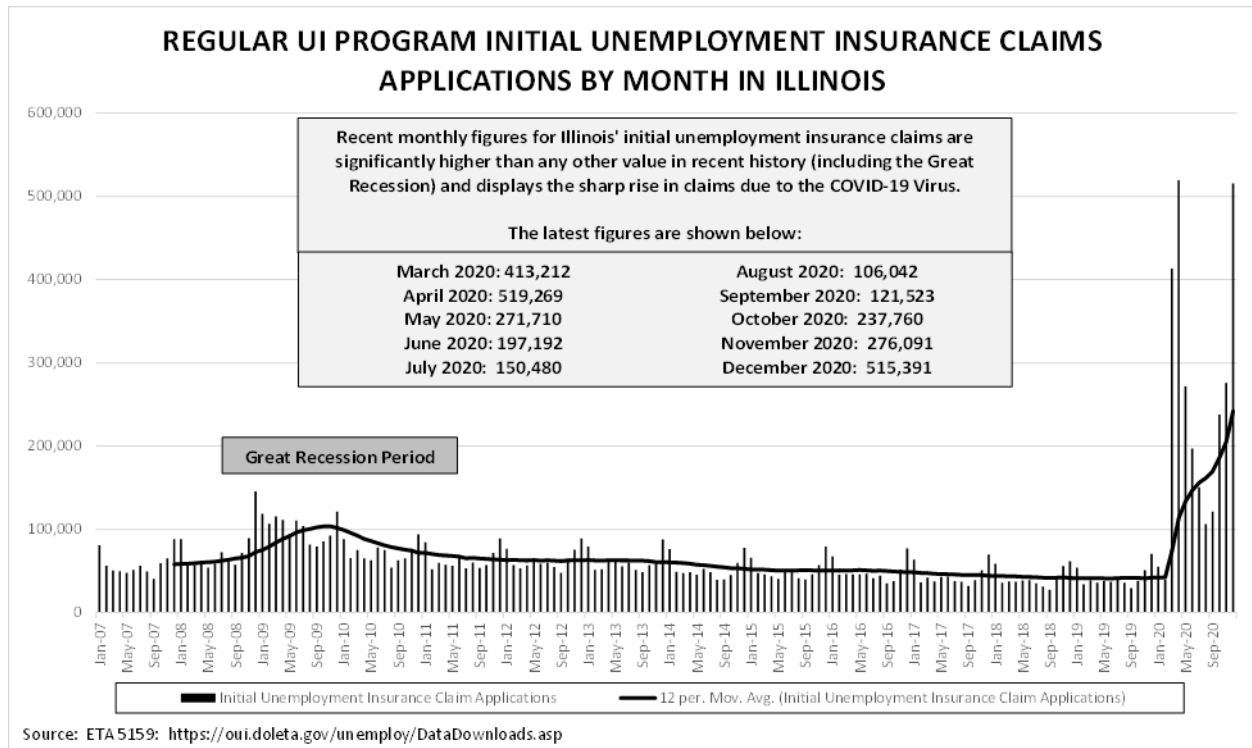 REGULAR UI PROGRAM INITIAL UNEMPLOYMENT INSURANCE CLAIMS
APPLICATIONS BY MONTH IN ILLINOIS
600,000
500,000
400,000
300,000
200,000
100,000
0
Recent monthly figures for Illinois' initial unemployment insurance claims are
significantly higher than any other value in recent history (including the Great
Recession) and displays the sharp rise in claims due to the COVID-19 Virus.
The latest figures are shown below:
March 2020: 413,212
April 2020: 519,269
May 2020: 271,710
June 2020: 197,192
July 2020: 150,480
August 2020: 106,042
September 2020: 121,523
October 2020: 237,760
November 2020: 276,091
December 2020: 515,391
Great Recession Period
Jan-07
May-07
Sep-07
Jan-08
May-08
Sep-08
Jan-09
May-09
Sep-09
Jan-10
May-10
Sep-10
Jan-11
May-11
Sep-11
Jan-12
May-12
Sep-12
Jan-13
May-13
Sep-13
Jan-14
May-14
Sep-14
Jan-15
May-15
Sep-15
Jan-16
May-16
Sep-16
Jan-17
May-17
Sep-17
Jan-18
May-18
Sep-18
Jan-19
May-19
Sep-19
Jan-20
May-20
Sep-20
Initial Unemployment Insurance Claim Applications
12 per. Mov. Avg. (Initial Unemployment Insurance Claim Applications)
Source: ETA 5159: https://oui.doleta.gov/unemploy/DataDownloads.asp